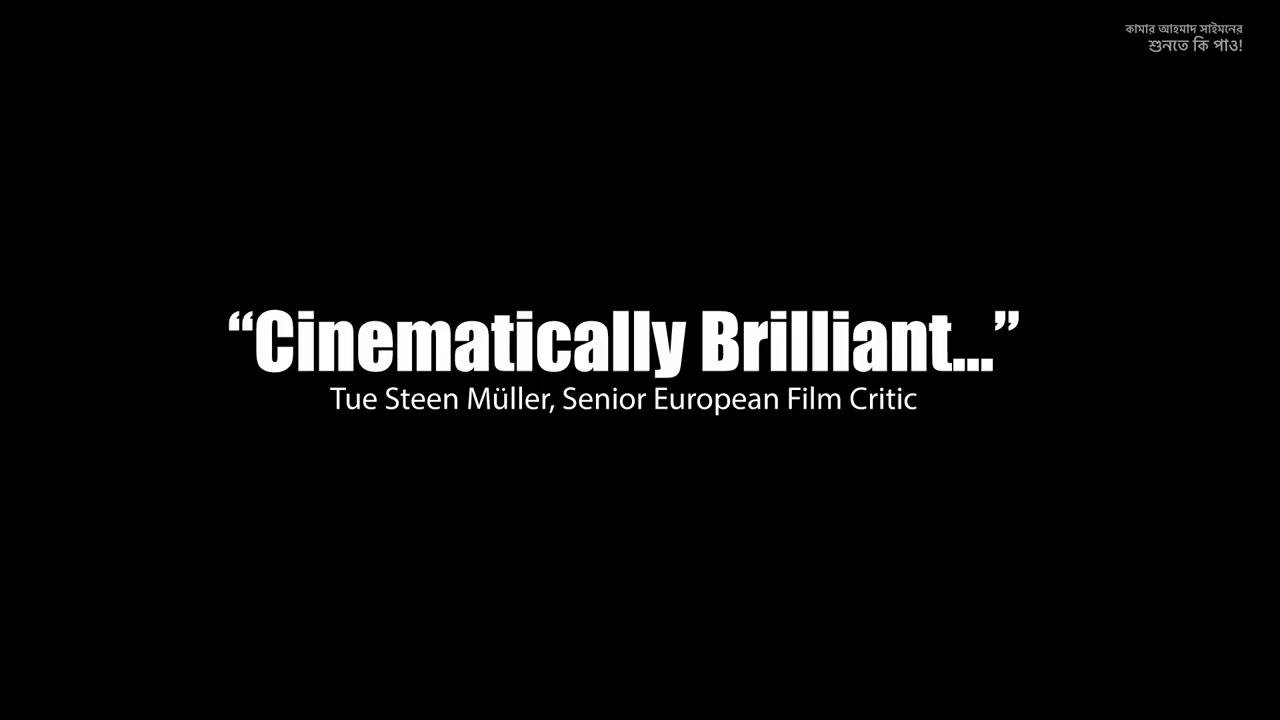 কামার আহমাদ সাইমনের
শুনতে কি পাও!
“Cinematically Brilliant...”
Tue Steen Müller, Senior European Film Critic